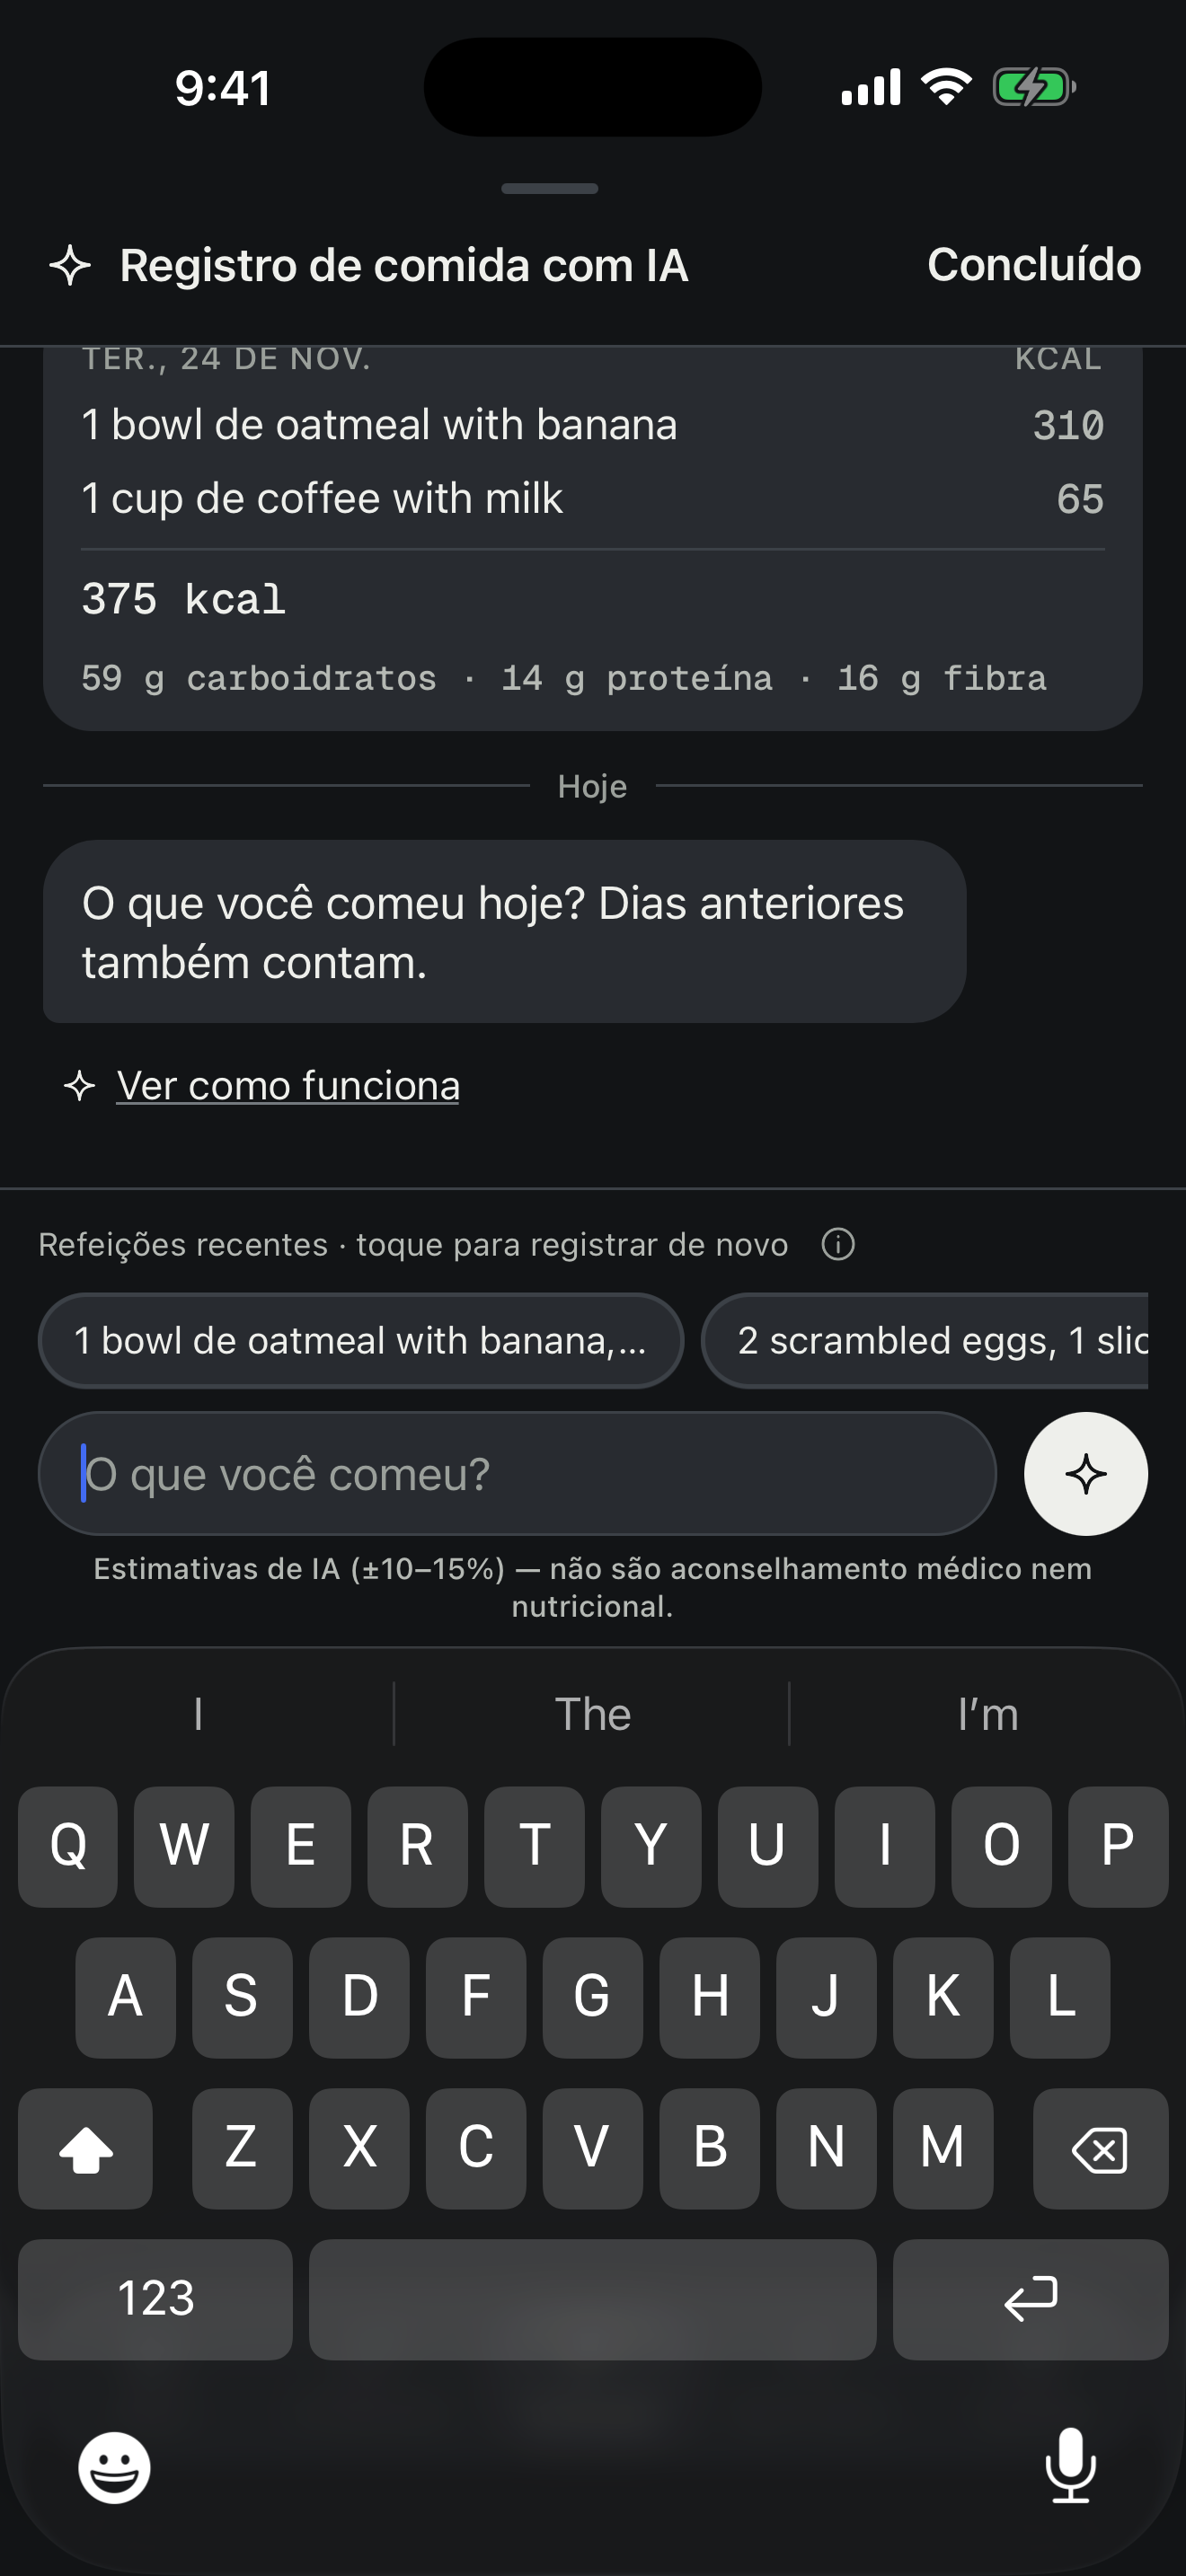 9:41
Registro de comida com IA
Concluído
TER., 24 DE NOV. KCAL
1 bowl de oatmeal with banana 310
1 cup de coffee with milk 65
375 kcal
59 g carboidratos · 14 g proteína · 16 g fibra
Hoje
O que você comeu hoje? Dias anteriores
também contam.
Ver como funciona
Refeições recentes · toque para registrar de novo
1 bowl de oatmeal with banana,...
2 scrambled eggs, 1 slic
O que você comeu?
Estimativas de IA (±10–15%) — não são aconselhamento médico nem
nutricional.
I The I’m
Q W E R T Y U I O P
A S D F G H J K L
Z X C V B N M
123